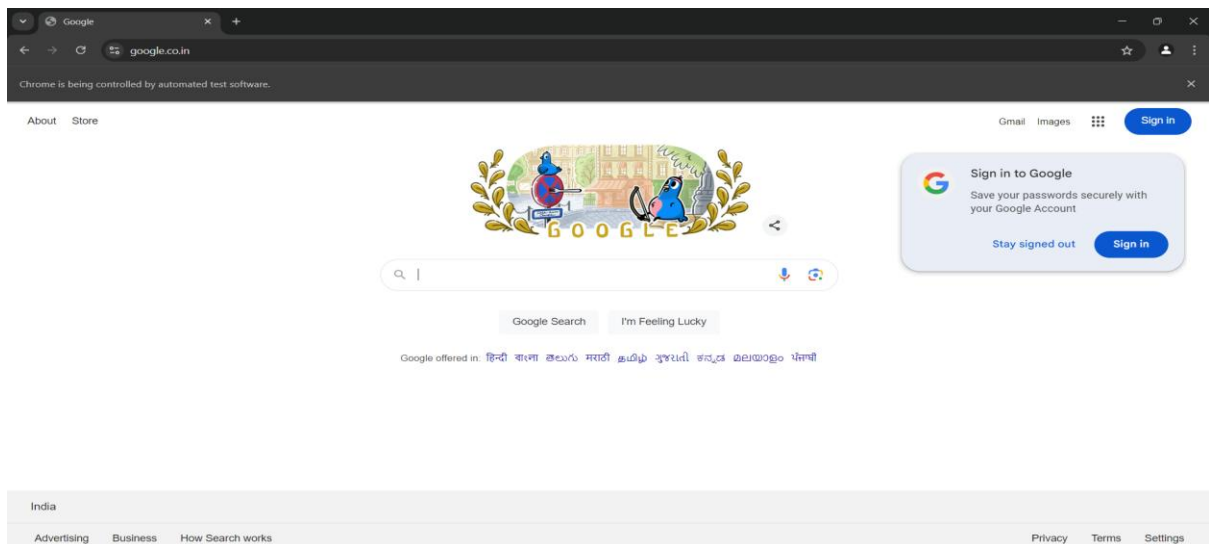 Google
google.co.in
Chrome is being controlled by automated test software.
About Store
Gmail Images Sign in
www
GOOGLE
Sign in to Google
Save your passwords securely with
your Google Account
Stay signed out Sign in
Google Search I'm Feeling Lucky
Google offered in: हिन्दी বাংলা తెలుగు मराठी தமிழ் ગુજરાતી ಕನ್ನಡ മലയാളം ਪੰਜਾਬੀ
India
Advertising Business How Search works
Privacy Terms Settings